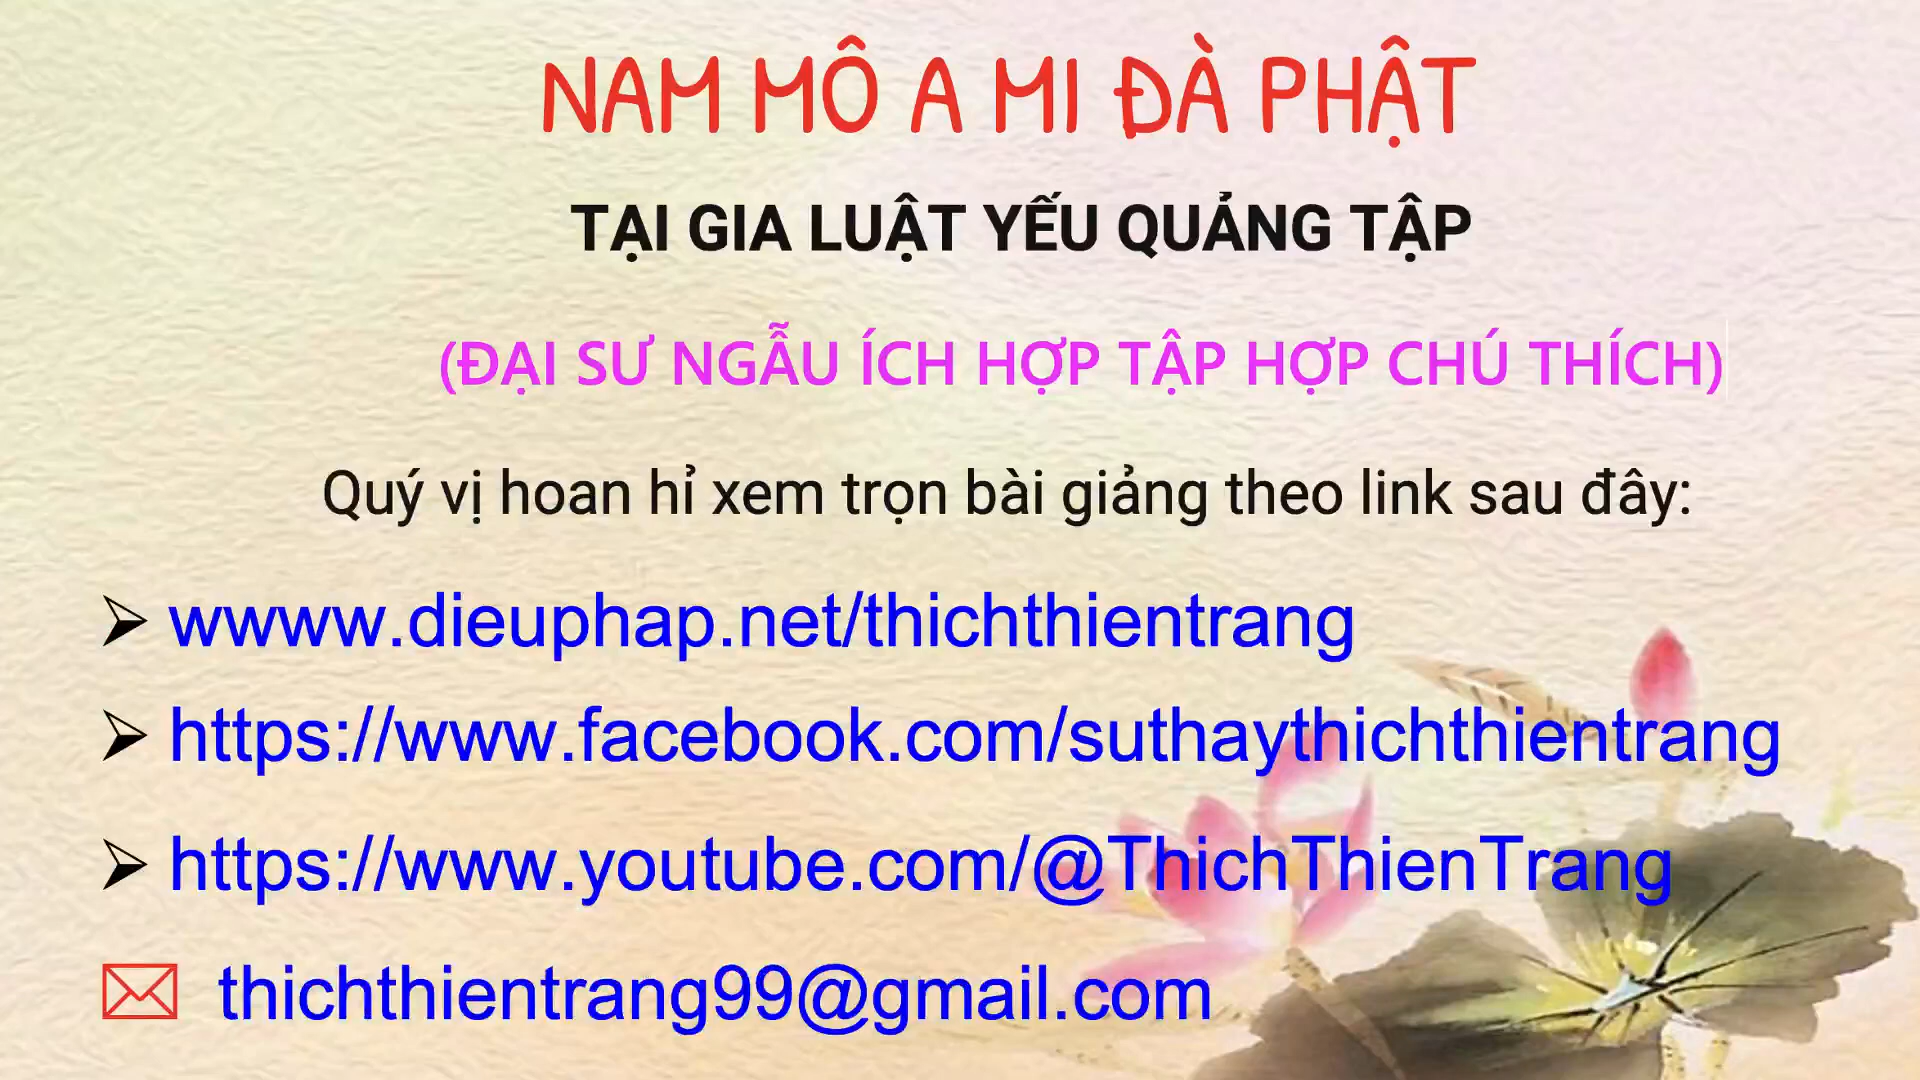 NAM MÔ A MI ĐÀ PHẬT
TẠI GIA LUẬT YẾU QUẢNG TẬP
(ĐẠI SƯ NGẪU ÍCH HỢP TẬP HỢP CHÚ THÍCH)
Quý vị hoan hỉ xem trọn bài giảng theo link sau đây:
➢ wwww.dieuphap.net/thichthientrang
➢ https://www.facebook.com/suthaythichthientrang
➢ https://www.youtube.com/@ThichThienTrang
thichthientrang99@gmail.com